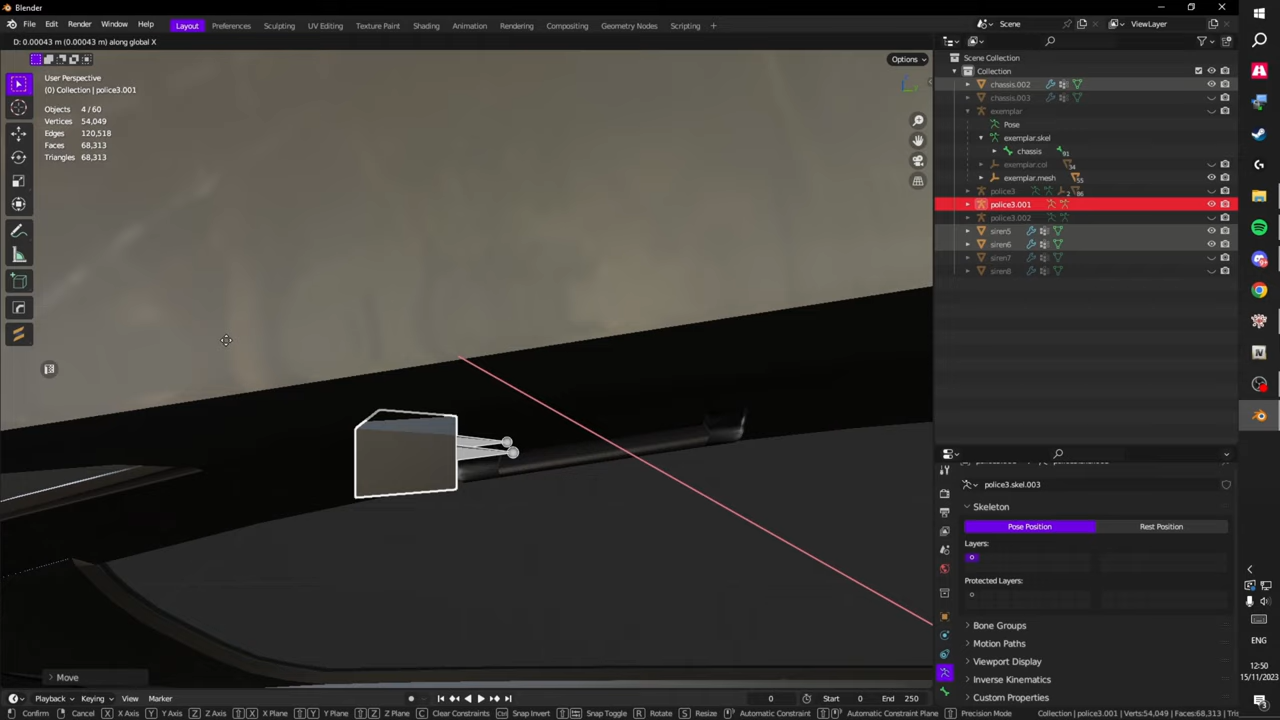 Blender
File Edit Render Window Help Layout Preferences Sculpting UV Editing Texture Paint Shading Animation Rendering Compositing Geometry Nodes Scripting Scene ViewLayer
D: 0.00043 m (0.00043 m) along global X
Options
User Perspective
(0) Collection | police3.001
Objects 4 / 60
Vertices 54,049
Edges 120,518
Faces 68,313
Triangles 68,313
Scene Collection
Collection
chassis.002
chassis.003
exemplar
Pose
exemplar.skel
chassis 91
exemplar.col 34
exemplar.mesh 55
police3 2 86
police3.001
police3.002
siren5
siren6
siren7
siren8
police3.skel.003
Skeleton
Pose Position Rest Position
Layers:
Protected Layers:
Bone Groups
Motion Paths
Viewport Display
Inverse Kinematics
Custom Properties
Move
ENG
12:50
15/11/2023
Playback Keying View Marker 0 Start 0 End 250
Confirm Cancel X X Axis Y Y Axis Z Z Axis X X Plane Y Y Plane Z Z Plane C Clear Constraints Snap Invert Snap Toggle R Rotate S Resize Automatic Constraint Automatic Constraint Plane Precision Mode Collection | police3.001 | Vertices:54,049 | Faces:68,313 |